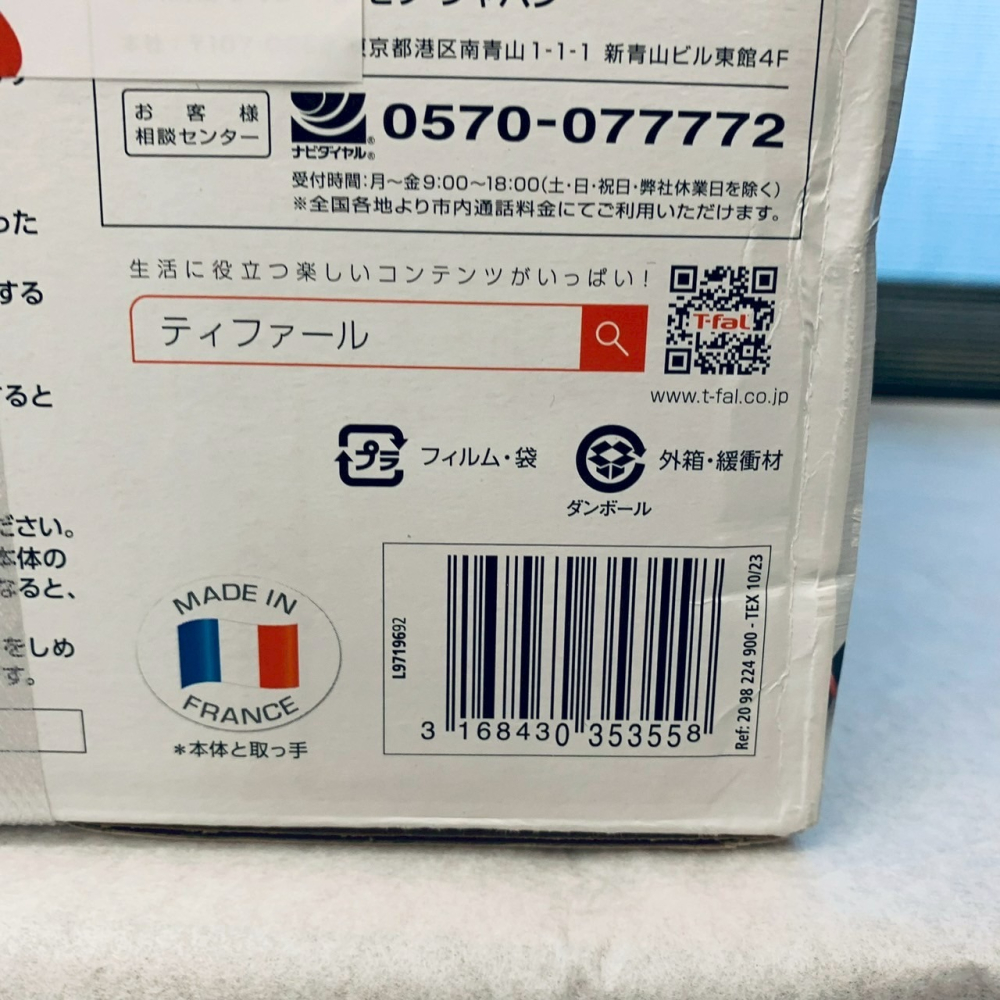 東京都港区南青山1-1-1 新青山ビル東館4F
お客様
相談センター
ナビダイヤル®
0570-077772
受付時間:月〜金9:00〜18:00(土・日・祝日・弊社休業日を除く)
※全国各地より市内通話料金にてご利用いただけます。
った
する
生活に役立つ楽しいコンテンツがいっぱい!
ティファール
T-fal
www.t-fal.co.jp
すると
プラ
フィルム・袋
外箱・緩衝材
ダンボール
ださい。
本体の
なると、
をしめ
す。
MADE IN
FRANCE
*本体と取っ手
L9719692
3 168430 353558
Ref: 20 98 224 900 - TEX 10/23